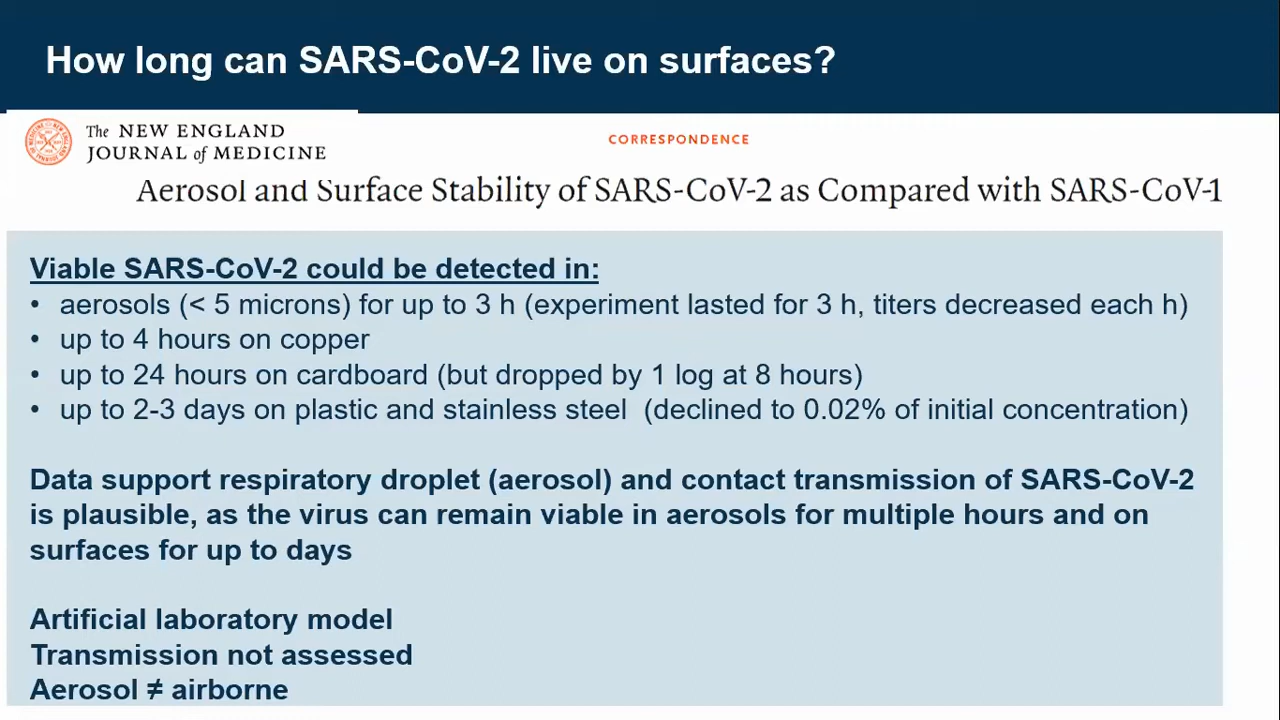 How long can SARS-CoV-2 live on surfaces?
The NEW ENGLAND
JOURNAL of MEDICINE
CORRESPONDENCE
Aerosol and Surface Stability of SARS-CoV-2 as Compared with SARS-CoV-1
Viable SARS-CoV-2 could be detected in:
• aerosols (< 5 microns) for up to 3 h (experiment lasted for 3 h, titers decreased each h)
• up to 4 hours on copper
• up to 24 hours on cardboard (but dropped by 1 log at 8 hours)
• up to 2-3 days on plastic and stainless steel (declined to 0.02% of initial concentration)
Data support respiratory droplet (aerosol) and contact transmission of SARS-CoV-2
is plausible, as the virus can remain viable in aerosols for multiple hours and on
surfaces for up to days
Artificial laboratory model
Transmission not assessed
Aerosol ≠ airborne